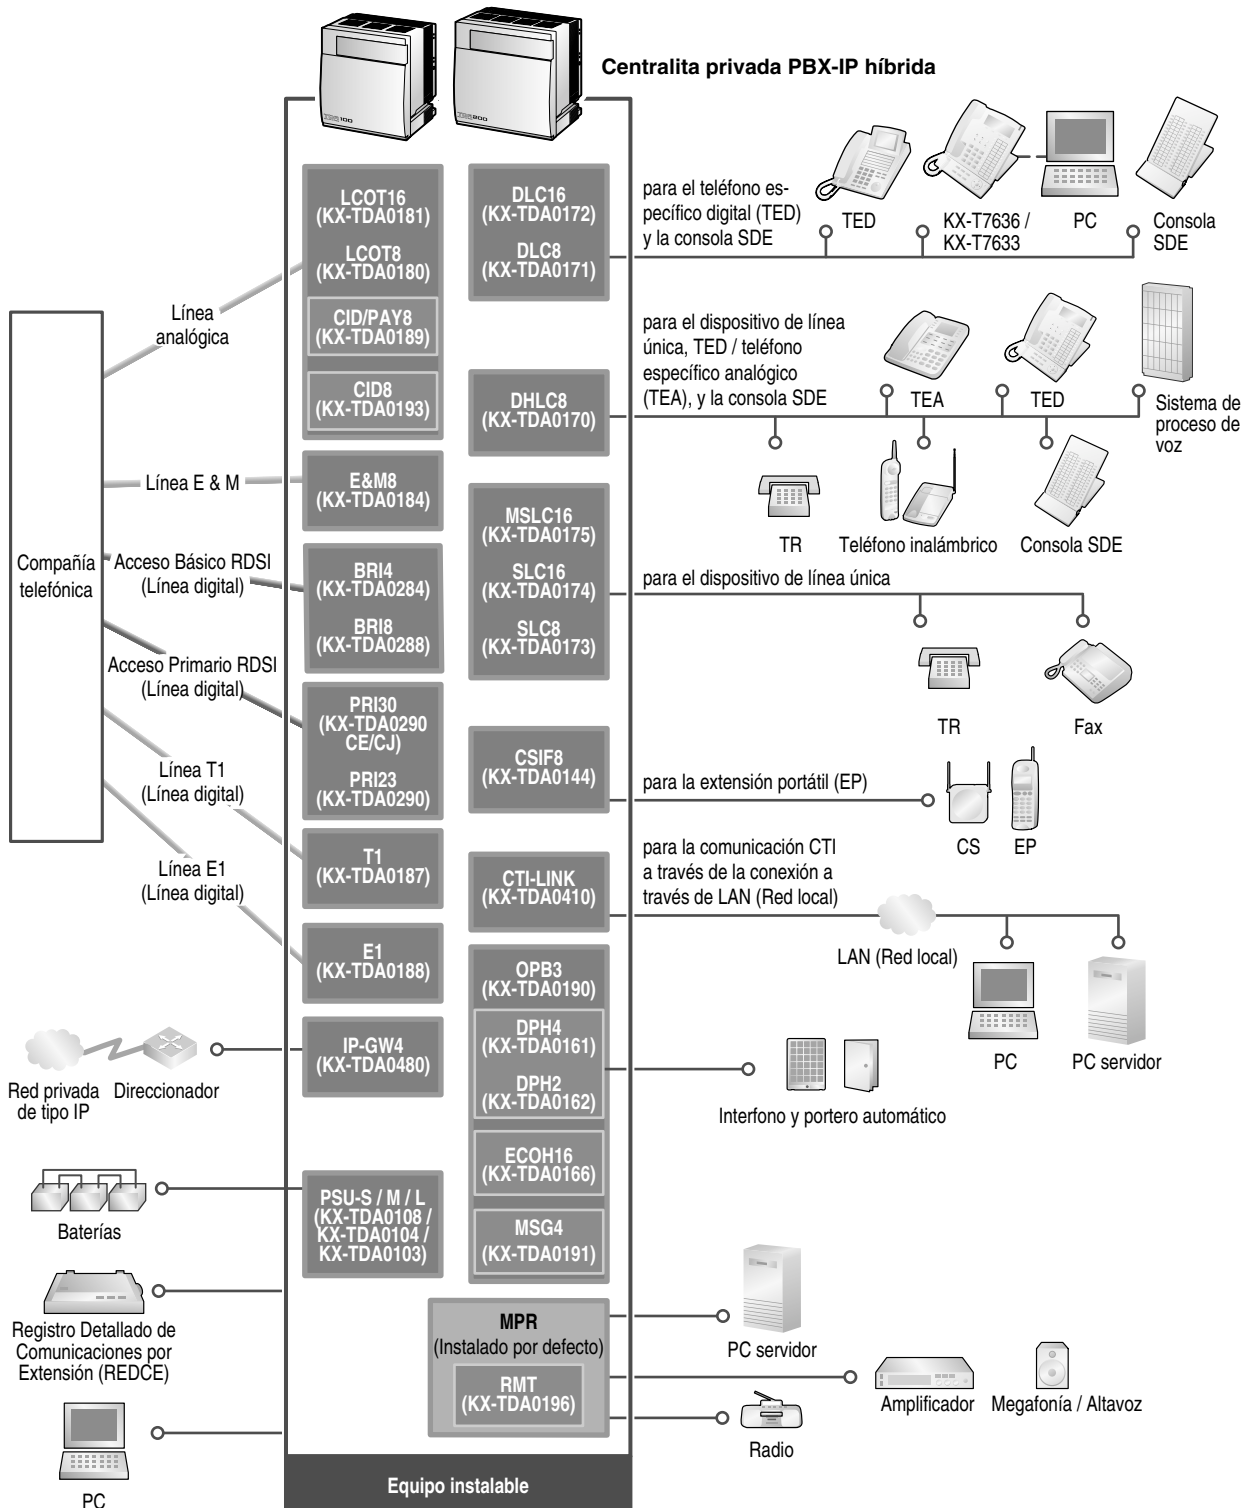 Centralita privada PBX-IP híbrida
100
200
LCOT16
(KX-TDA0181)
LCOT8
(KX-TDA0180)
CID/PAY8
(KX-TDA0189)
CID8
(KX-TDA0193)
E&M8
(KX-TDA0184)
BRI4
(KX-TDA0284)
BRI8
(KX-TDA0288)
PRI30
(KX-TDA0290
CE/CJ)
PRI23
(KX-TDA0290)
T1
(KX-TDA0187)
E1
(KX-TDA0188)
IP-GW4
(KX-TDA0480)
PSU-S / M / L
(KX-TDA0108 /
KX-TDA0104 /
KX-TDA0103)
DLC16
(KX-TDA0172)
DLC8
(KX-TDA0171)
DHLC8
(KX-TDA0170)
MSLC16
(KX-TDA0175)
SLC16
(KX-TDA0174)
SLC8
(KX-TDA0173)
CSIF8
(KX-TDA0144)
CTI-LINK
(KX-TDA0410)
OPB3
(KX-TDA0190)
DPH4
(KX-TDA0161)
DPH2
(KX-TDA0162)
ECOH16
(KX-TDA0166)
MSG4
(KX-TDA0191)
MPR
(Instalado por defecto)
RMT
(KX-TDA0196)
Equipo instalable
Compañía
telefónica
Línea
analógica
Línea E & M
Acceso Básico RDSI
(Línea digital)
Acceso Primario RDSI
(Línea digital)
Línea T1
(Línea digital)
Línea E1
(Línea digital)
Red privada
de tipo IP
Direccionador
Baterías
Registro Detallado de
Comunicaciones por
Extensión (REDCE)
PC
para el teléfono es-
pecífico digital (TED)
y la consola SDE
TED
KX-T7636 /
KX-T7633
PC
Consola
SDE
para el dispositivo de línea
única, TED / teléfono
específico analógico
(TEA), y la consola SDE
TEA
TED
Sistema de
proceso de
voz
TR
Teléfono inalámbrico
Consola SDE
para el dispositivo de línea única
TR
Fax
para la extensión portátil (EP)
CS
EP
para la comunicación CTI
a través de la conexión a
través de LAN (Red local)
LAN (Red local)
PC
PC servidor
Interfono y portero automático
PC servidor
Amplificador
Megafonía / Altavoz
Radio